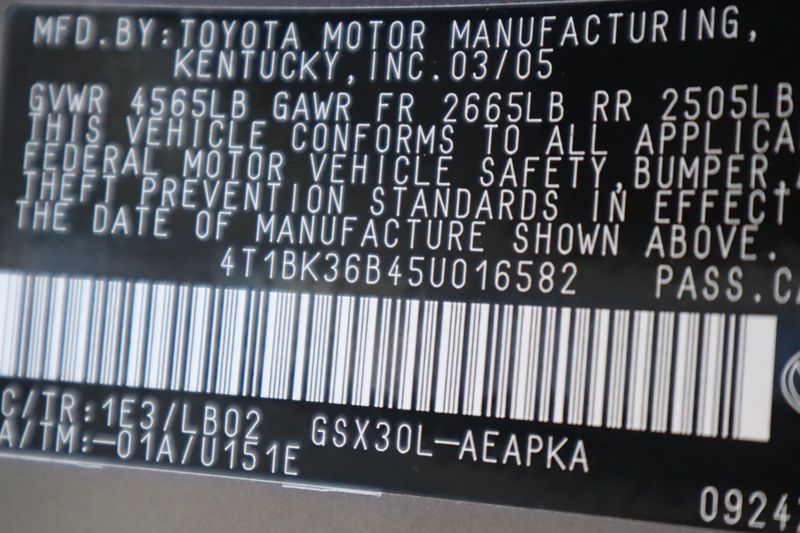 MFD.BY:TOYOTA MOTOR MANUFACTURING,
KENTUCKY,INC.03/05
GVWR 4565LB GAWR FR 2665LB RR 2505LB
THIS VEHICLE CONFORMS TO ALL APPLICA
FEDERAL MOTOR VEHICLE SAFETY,BUMPER,
THEFT PREVENTION STANDARDS IN EFFECT
THE DATE OF MANUFACTURE SHOWN ABOVE.
4T1BK36B45U016582 PASS.CA
C/TR:1E3/LB02 GSX30L-AEAPKA
A/TM:-01A/U151E
0924